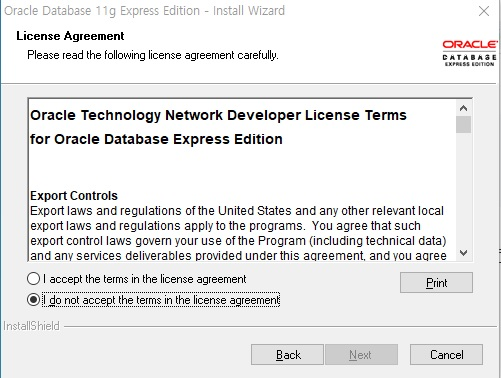 Oracle Database 11g Express Edition - Install Wizard
License Agreement
Please read the following license agreement carefully.
ORACLE
DATABASE
EXPRESS EDITION
Oracle Technology Network Developer License Terms
for Oracle Database Express Edition
Export Controls
Export laws and regulations of the United States and any other relevant local
export laws and regulations apply to the programs. You agree that such
export control laws govern your use of the Program (including technical data)
and any services deliverables provided under this agreement, and you agree
I accept the terms in the license agreement
I do not accept the terms in the license agreement
Print
InstallShield
Back
Next
Cancel